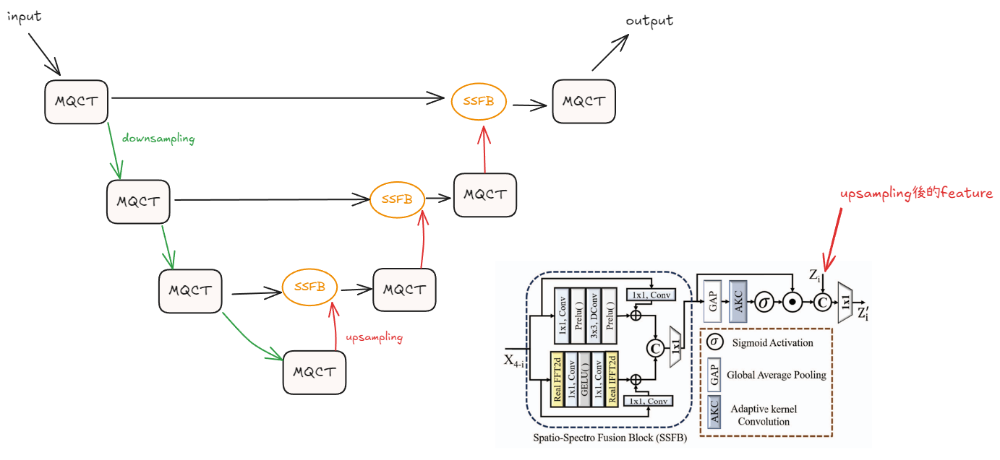 input
output
MQCT
SSFB
MQCT
downsampling
MQCT
SSFB
MQCT
upsampling後的feature
MQCT
SSFB
MQCT
upsampling
MQCT
Zᵢ
1x1, Conv
1x1, Conv
Prelu( )
3x3, DConv
Prelu( )
GAP
AKC
σ
C
1x1
Z′ᵢ
X₄₋ᵢ
C
1x1
Real FFT2d
1x1, Conv
GELU( )
1x1, Conv
Real IFFT2d
1x1, Conv
Spatio-Spectro Fusion Block (SSFB)
σ Sigmoid Activation
GAP Global Average Pooling
AKC Adaptive kernel
Convolution